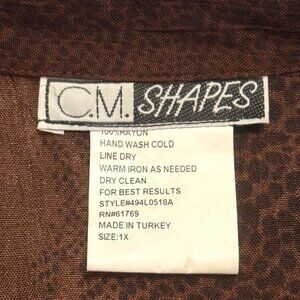 C.M. SHAPES
100%RAYON
HAND WASH COLD
LINE DRY
WARM IRON AS NEEDED
DRY CLEAN
FOR BEST RESULTS
STYLE#494L0518A
RN#61769
MADE IN TURKEY
SIZE:1X